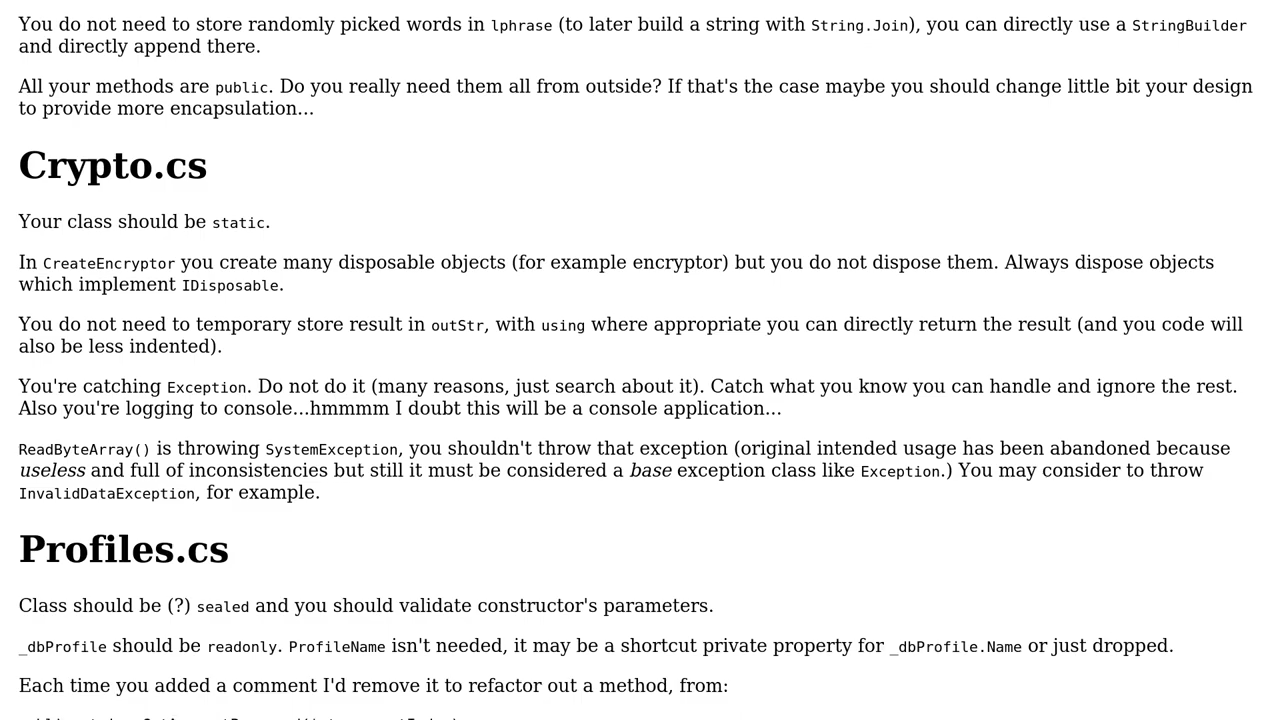 You do not need to store randomly picked words in lphrase (to later build a string with String.Join), you can directly use a StringBuilder
and directly append there.
All your methods are public. Do you really need them all from outside? If that's the case maybe you should change little bit your design
to provide more encapsulation...
Crypto.cs
Your class should be static.
In CreateEncryptor you create many disposable objects (for example encryptor) but you do not dispose them. Always dispose objects
which implement IDisposable.
You do not need to temporary store result in outStr, with using where appropriate you can directly return the result (and you code will
also be less indented).
You're catching Exception. Do not do it (many reasons, just search about it). Catch what you know you can handle and ignore the rest.
Also you're logging to console...hmmmm I doubt this will be a console application...
ReadByteArray() is throwing SystemException, you shouldn't throw that exception (original intended usage has been abandoned because
useless and full of inconsistencies but still it must be considered a base exception class like Exception.) You may consider to throw
InvalidDataException, for example.
Profiles.cs
Class should be (?) sealed and you should validate constructor's parameters.
_dbProfile should be readonly. ProfileName isn't needed, it may be a shortcut private property for _dbProfile.Name or just dropped.
Each time you added a comment I'd remove it to refactor out a method, from: